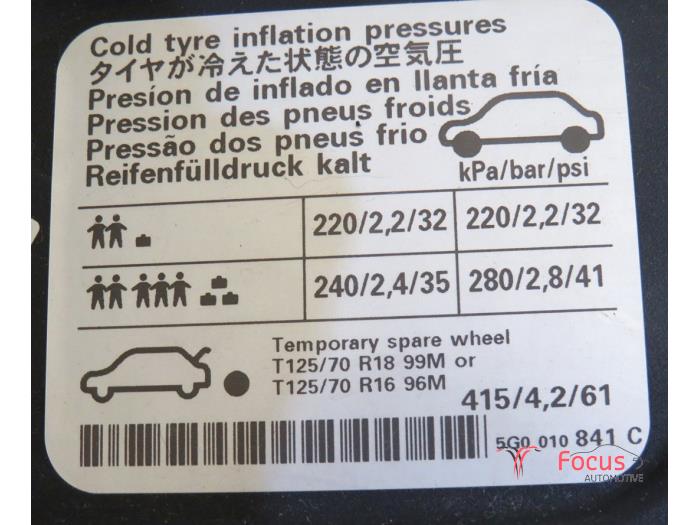 Cold tyre inflation pressures
タイヤが冷えた状態の空気圧
Presíon de inflado en llanta fría
Pression des pneus froids
Pressão dos pneus frio
Reifenfülldruck kalt
kPa/bar/psi
220/2,2/32 220/2,2/32
240/2,4/35 280/2,8/41
Temporary spare wheel
T125/70 R18 99M or
T125/70 R16 96M
415/4,2/61
5G0 010 841 C
Focus
AUTOMOTIVE